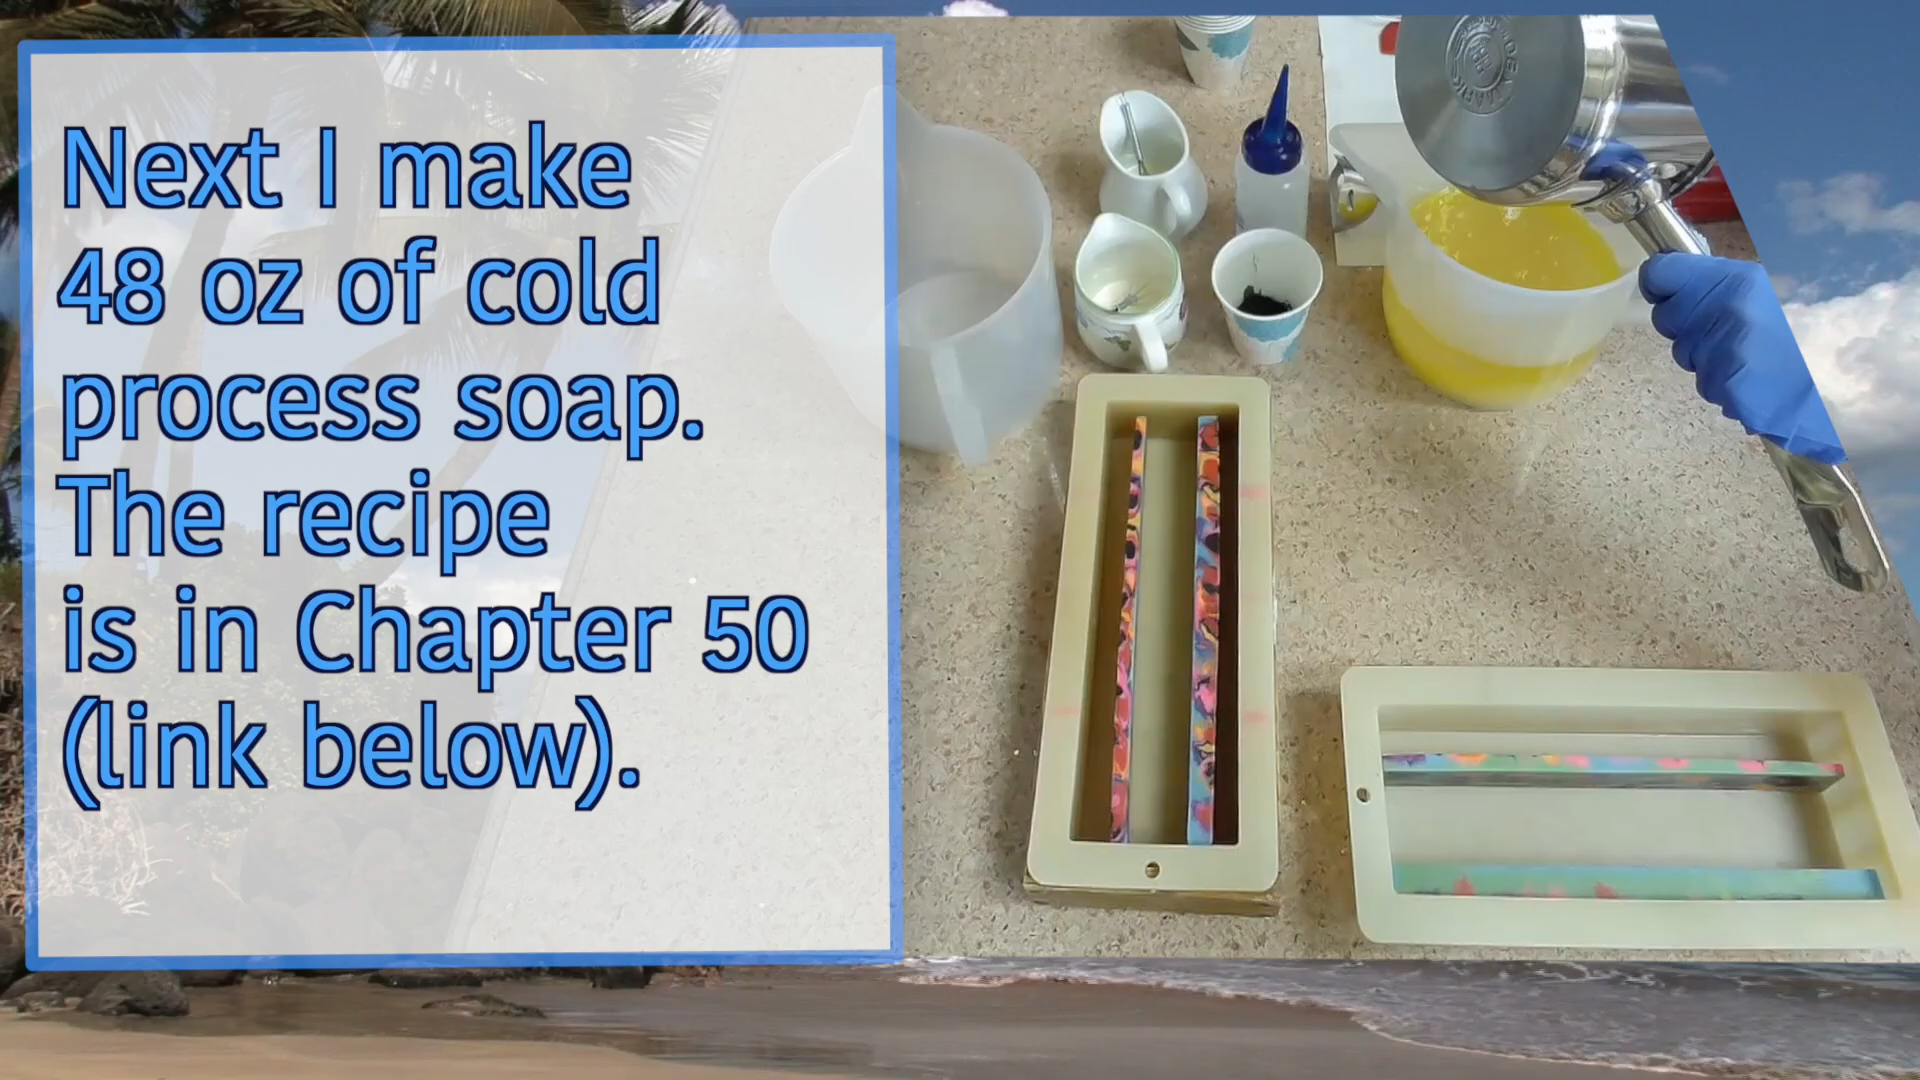 Next I make
48 oz of cold
process soap.
The recipe
is in Chapter 50
(link below).